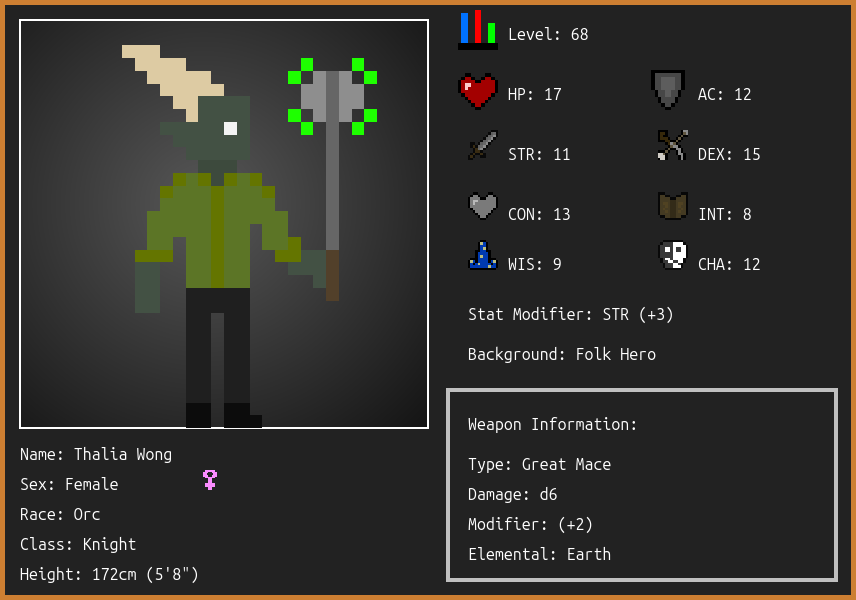 Level: 68
HP: 17
AC: 12
STR: 11
DEX: 15
CON: 13
INT: 8
WIS: 9
CHA: 12
Stat Modifier: STR (+3)
Background: Folk Hero
Weapon Information:
Type: Great Mace
Damage: d6
Modifier: (+2)
Elemental: Earth
Name: Thalia Wong
Sex: Female
Race: Orc
Class: Knight
Height: 172cm (5'8")